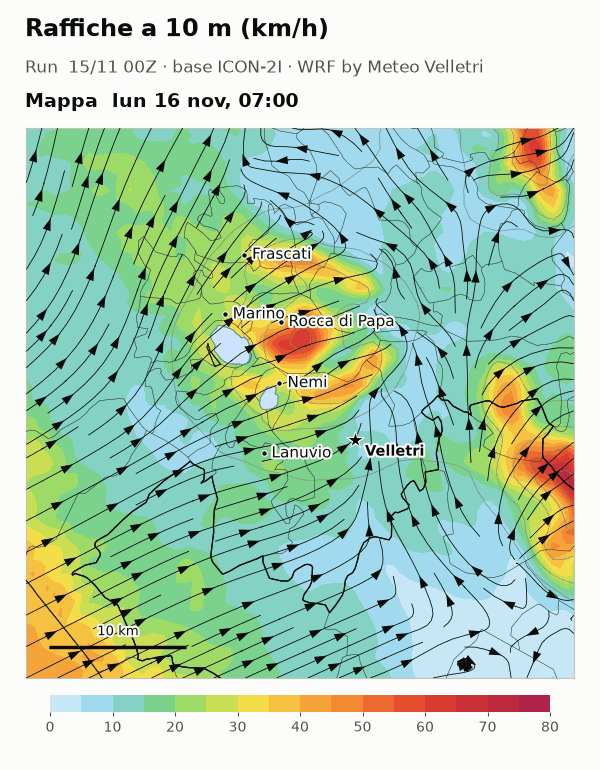 Raffiche a 10 m (km/h)
Run  15/11 00Z · base ICON-2I · WRF by Meteo Velletri
Mappa  lun 16 nov, 07:00
Frascati
Marino
Rocca di Papa
Nemi
Velletri
Lanuvio
10 km
0 10 20 30 40 50 60 70 80